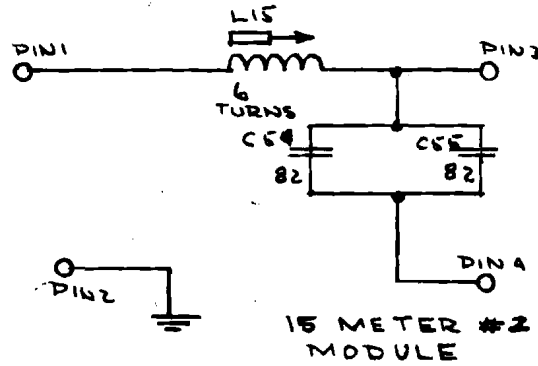 L15
PIN1
PIN3
6
TURNS
C54
C55
82
82
PIN2
PIN4
15 METER #2
MODULE